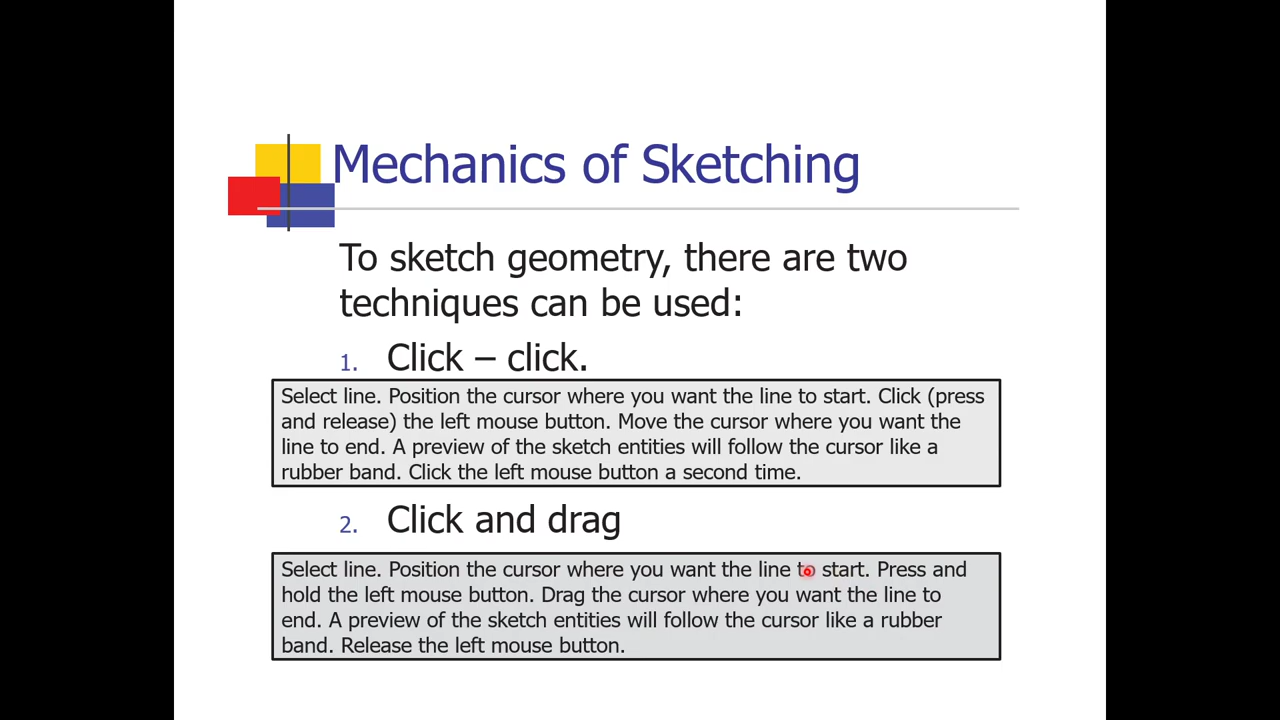 Mechanics of Sketching
To sketch geometry, there are two
techniques can be used:
1. Click – click.
Select line. Position the cursor where you want the line to start. Click (press
and release) the left mouse button. Move the cursor where you want the
line to end. A preview of the sketch entities will follow the cursor like a
rubber band. Click the left mouse button a second time.
2. Click and drag
Select line. Position the cursor where you want the line to start. Press and
hold the left mouse button. Drag the cursor where you want the line to
end. A preview of the sketch entities will follow the cursor like a rubber
band. Release the left mouse button.